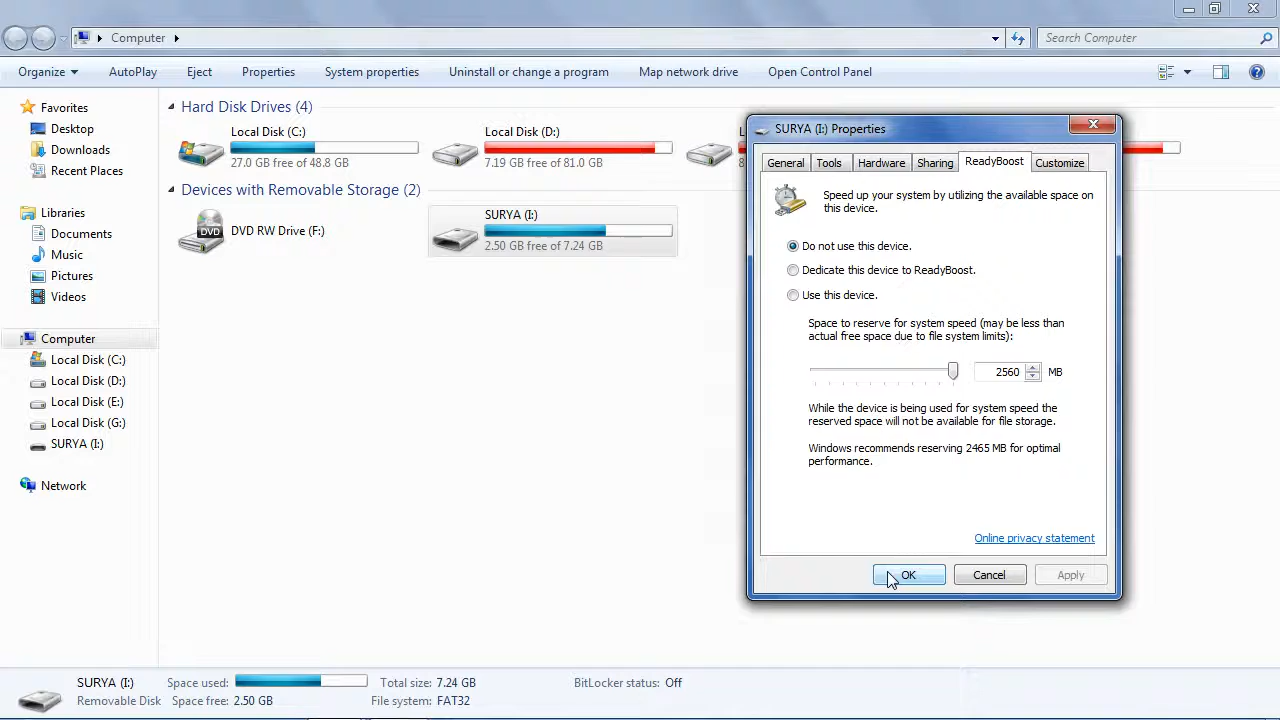 Computer
Search Computer
Organize AutoPlay Eject Properties System properties Uninstall or change a program Map network drive Open Control Panel
Favorites
Desktop
Downloads
Recent Places
Libraries
Documents
Music
Pictures
Videos
Computer
Local Disk (C:)
Local Disk (D:)
Local Disk (E:)
Local Disk (G:)
SURYA (I:)
Network
Hard Disk Drives (4)
Local Disk (C:)
27.0 GB free of 48.8 GB
Local Disk (D:)
7.19 GB free of 81.0 GB
Devices with Removable Storage (2)
DVD
DVD RW Drive (F:)
SURYA (I:)
2.50 GB free of 7.24 GB
SURYA (I:) Properties
General Tools Hardware Sharing ReadyBoost Customize
Speed up your system by utilizing the available space on
this device.
Do not use this device.
Dedicate this device to ReadyBoost.
Use this device.
Space to reserve for system speed (may be less than
actual free space due to file system limits):
2560 MB
While the device is being used for system speed the
reserved space will not be available for file storage.
Windows recommends reserving 2465 MB for optimal
performance.
Online privacy statement
OK Cancel Apply
SURYA (I:) Space used: Total size: 7.24 GB BitLocker status: Off
Removable Disk Space free: 2.50 GB File system: FAT32